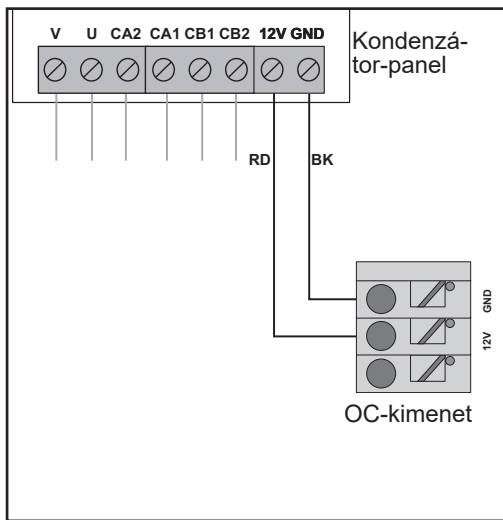 V U CA2 CA1 CB1 CB2 12V GND
Kondenzá-
tor-panel
RD BK
GND
12V
OC-kimenet